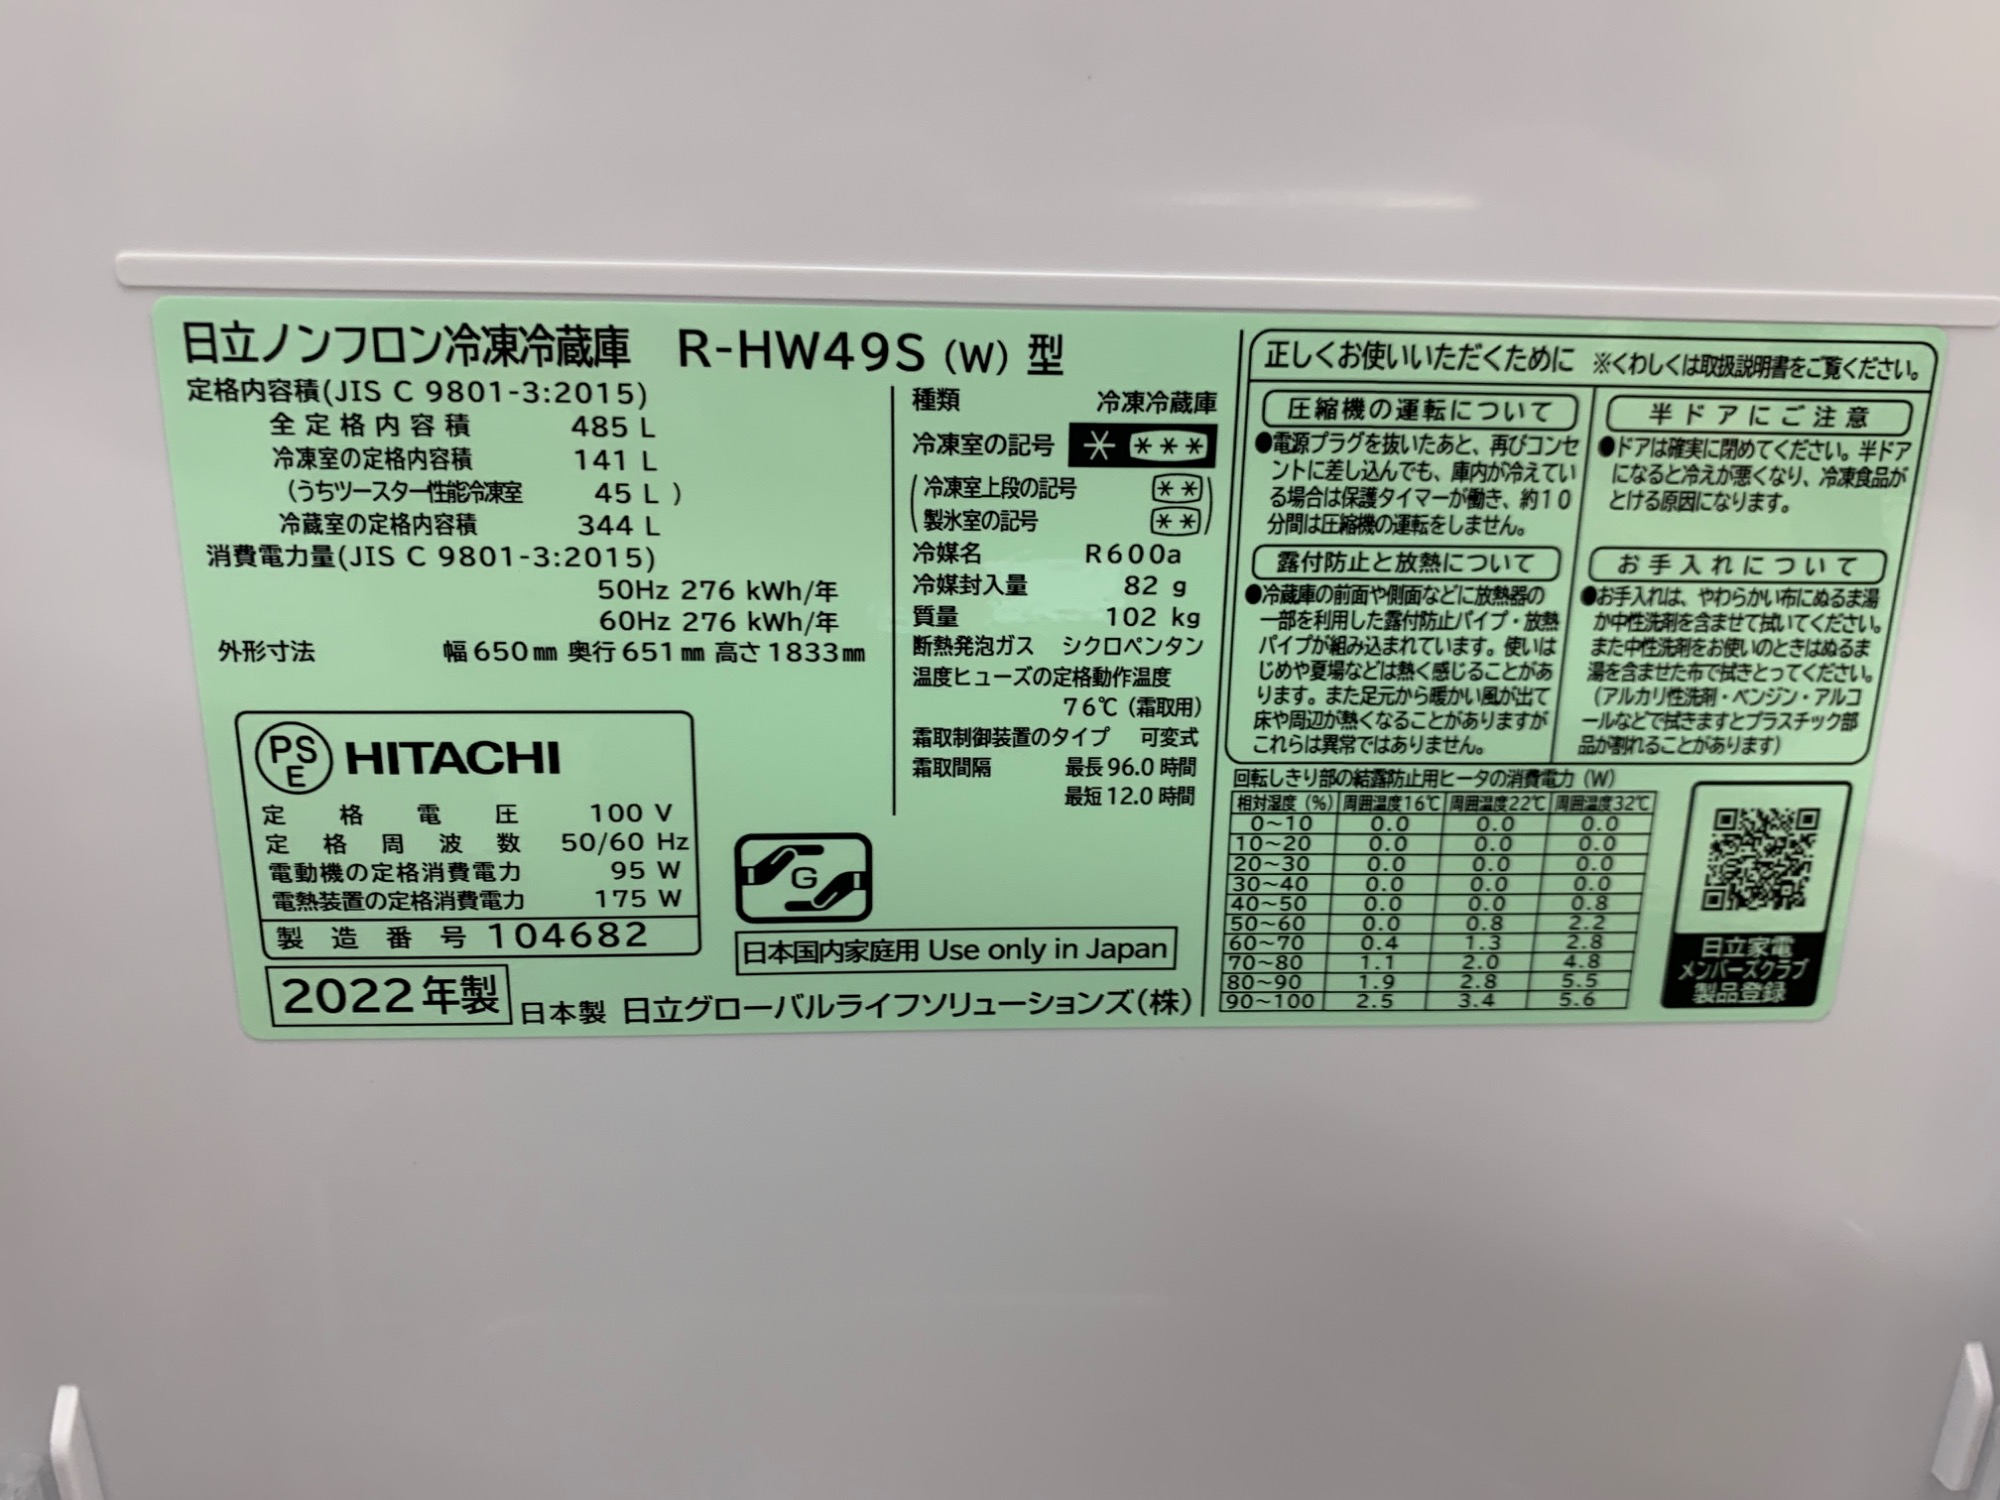 日立ノンフロン冷凍冷蔵庫 R-HW49S (W) 型
定格内容積(JIS C 9801-3:2015)
全定格内容積 485 L
冷凍室の定格内容積 141 L
(うちツースター性能冷凍室 45 L )
冷蔵室の定格内容積 344 L
消費電力量(JIS C 9801-3:2015)
50Hz 276 kWh/年
60Hz 276 kWh/年
外形寸法 幅650㎜ 奥行651㎜ 高さ1833㎜
PS E HITACHI
定格電圧 100 V
定格周波数 50/60 Hz
電動機の定格消費電力 95 W
電熱装置の定格消費電力 175 W
製造番号 104682
2022年製
日本製 日立グローバルライフソリューションズ(株)
種類 冷凍冷蔵庫
冷凍室の記号 * ***
冷凍室上段の記号 **
製氷室の記号 **
冷媒名 R600a
冷媒封入量 82 g
質量 102 kg
断熱発泡ガス シクロペンタン
温度ヒューズの定格動作温度
76℃(霜取用)
霜取制御装置のタイプ 可変式
霜取間隔 最長96.0時間
最短12.0時間
G
日本国内家庭用 Use only in Japan
正しくお使いいただくために ※くわしくは取扱説明書をご覧ください。
圧縮機の運転について
●電源プラグを抜いたあと、再びコンセ
ントに差し込んでも、庫内が冷えてい
る場合は保護タイマーが働き、約10
分間は圧縮機の運転をしません。
露付防止と放熱について
●冷蔵庫の前面や側面などに放熱器の
一部を利用した露付防止パイプ・放熱
パイプが組み込まれています。使いは
じめや夏場などは熱く感じることがあ
ります。また足元から暖かい風が出て
床や周辺が熱くなることがありますが
これらは異常ではありません。
半ドアにご注意
●ドアは確実に閉めてください。半ドア
になると冷えが悪くなり、冷凍食品が
とける原因になります。
お手入れについて
●お手入れは、やわらかい布にぬるま湯
か中性洗剤を含ませて拭いてください。
また中性洗剤をお使いのときはぬるま
湯を含ませた布で拭きとってください。
(アルカリ性洗剤・ベンジン・アルコ
ールなどで拭きますとプラスチック部
品が割れることがあります)
回転しきり部の結露防止用ヒータの消費電力(W)
相対湿度(%) 周囲温度16℃ 周囲温度22℃ 周囲温度32℃
0～10 0.0 0.0 0.0
10～20 0.0 0.0 0.0
20～30 0.0 0.0 0.0
30～40 0.0 0.0 0.0
40～50 0.0 0.0 0.8
50～60 0.0 0.8 2.2
60～70 0.4 1.3 2.8
70～80 1.1 2.0 4.8
80～90 1.9 2.8 5.5
90～100 2.5 3.4 5.6
日立家電
メンバーズクラブ
製品登録